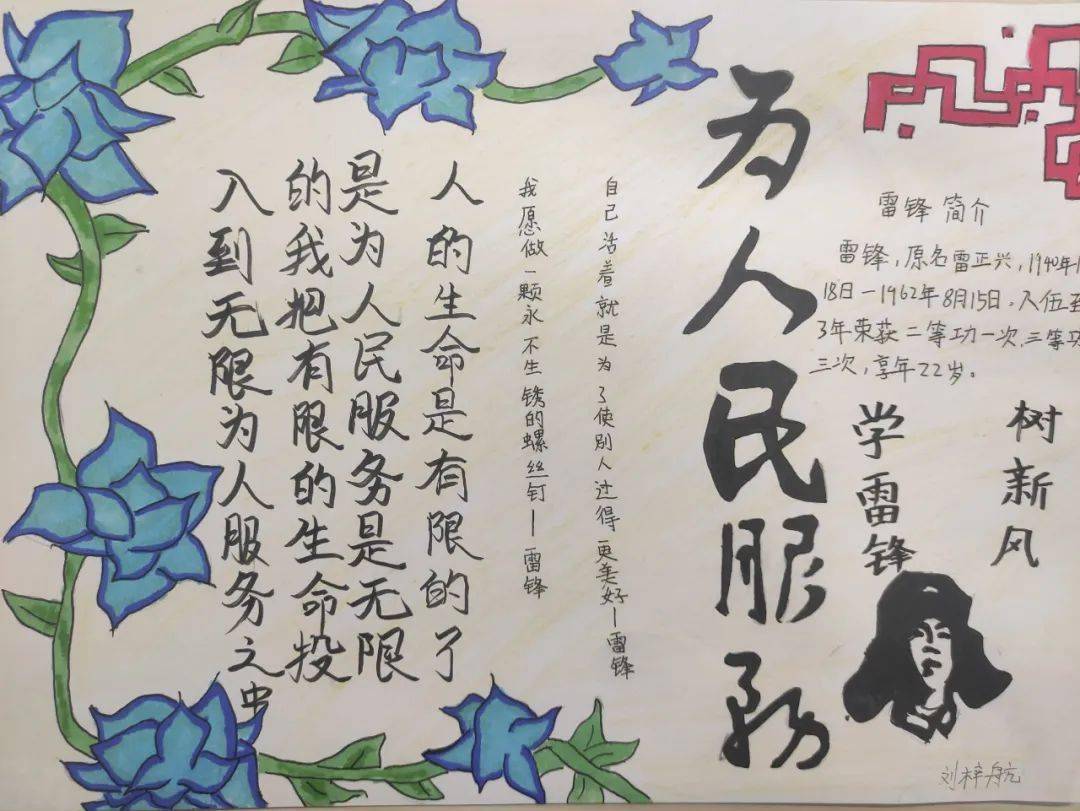 雷锋 简介
雷锋,原名雷正兴,1940年1
18日—1962年8月15日,入伍至
3年荣获二等功一次,三等功
三次,享年22岁。
树新风
学雷锋
为人民服务
自己活着就是为了使别人过得更美好—雷锋
我愿做一颗永不生锈的螺丝钉—雷锋
人的生命是有限的了
是为人民服务是无限
的我把有限的生命投
入到无限为人服务之中
刘梓航